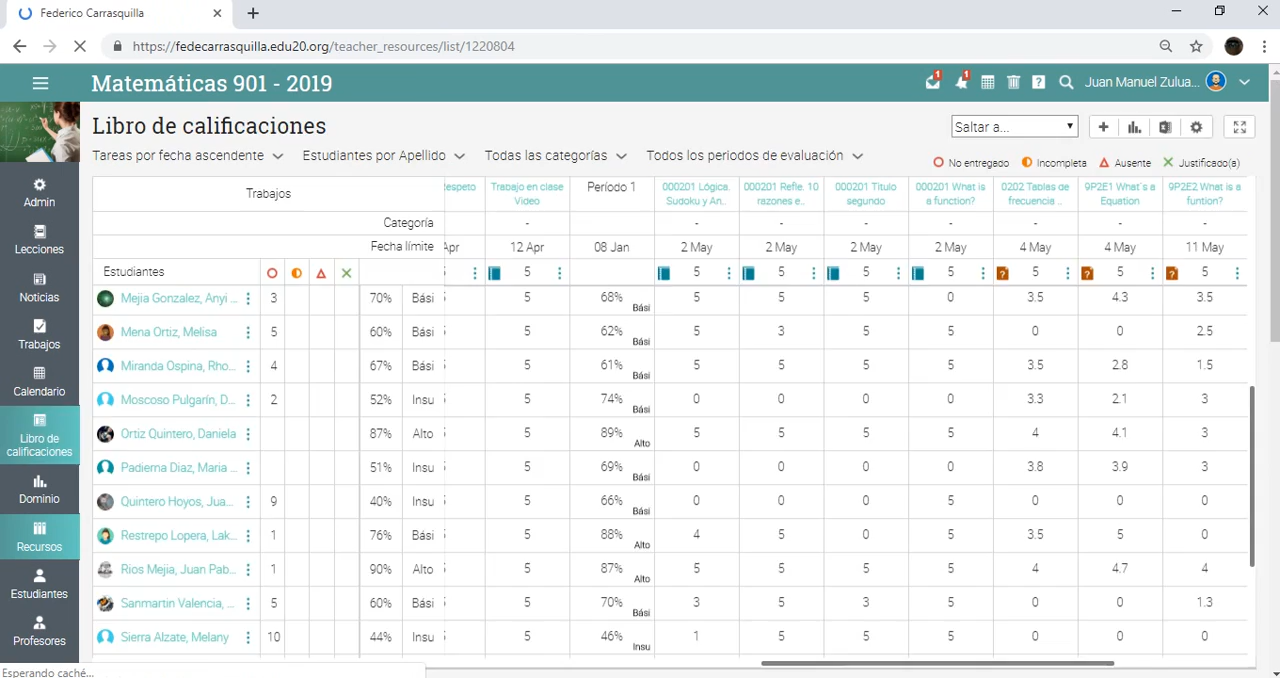 Federico Carrasquilla
https://fedecarrasquilla.edu20.org/teacher_resources/list/1220804
Matemáticas 901 - 2019
1 1 Juan Manuel Zulua...
Libro de calificaciones
Saltar a...
Tareas por fecha ascendente Estudiantes por Apellido Todas las categorías Todos los periodos de evaluación
No entregado Incompleta Ausente Justificado(a)
Admin
Lecciones
Noticias
Trabajos
Calendario
Libro de
calificaciones
Dominio
Recursos
Estudiantes
Profesores
Trabajos espeto Trabajo en clase Video Período 1 000201 Lógica. Sudoku y An... 000201 Refle. 10 razones e... 000201 Titulo segundo 000201 What is a function? 0202 Tablas de frecuencia ... 9P2E1 What´s a Equation 9P2E2 What is a funtion?
Categoría - - - - - - - -
Fecha límite Apr 12 Apr 08 Jan 2 May 2 May 2 May 2 May 4 May 4 May 11 May
Estudiantes 5 5 5 5 5 5 5 5
Mejia Gonzalez, Anyi ... 3 70% Bási 5 68% Bási 5 5 5 0 3.5 4.3 3.5
Mena Ortiz, Melisa 5 60% Bási 5 62% Bási 5 3 5 5 0 0 2.5
Miranda Ospina, Rho... 4 67% Bási 5 61% Bási 5 5 5 5 3.5 2.8 1.5
Moscoso Pulgarín, D... 2 52% Insu 5 74% Bási 0 0 0 0 3.3 2.1 3
Ortiz Quintero, Daniela 87% Alto 5 89% Alto 5 5 5 5 4 4.1 3
Padierna Diaz, Maria ... 51% Insu 5 69% Bási 0 0 0 0 3.8 3.9 3
Quintero Hoyos, Jua... 9 40% Insu 5 66% Bási 0 0 0 5 0 0 0
Restrepo Lopera, Lak... 1 76% Bási 5 88% Alto 4 5 0 5 3.5 5 0
Rios Mejia, Juan Pab... 1 90% Alto 5 87% Alto 5 5 5 5 4 4.7 4
Sanmartin Valencia, ... 5 60% Bási 5 70% Bási 3 5 3 5 0 0 1.3
Sierra Alzate, Melany 10 44% Insu 5 46% Insu 1 5 5 5 0 0 0
Esperando caché...